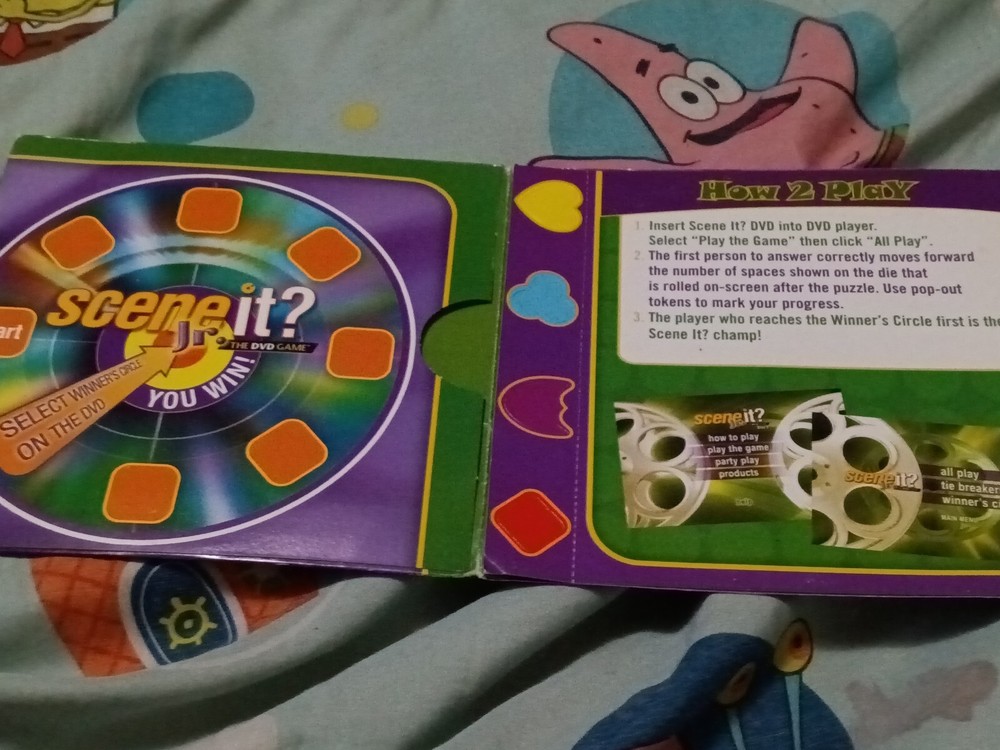 art
scene it?
Jr.
THE DVD GAME™
YOU WIN!
SELECT WINNER'S CIRCLE
ON THE DVD
How 2 Play
1. Insert Scene It? DVD into DVD player.
Select "Play the Game" then click "All Play".
2. The first person to answer correctly moves forward
the number of spaces shown on the die that
is rolled on-screen after the puzzle. Use pop-out
tokens to mark your progress.
3. The player who reaches the Winner's Circle first is the
Scene It? champ!
scene it?
how to play
play the game
party play
products
scene it?
all play
tie breaker
winner's c
MAIN MENU